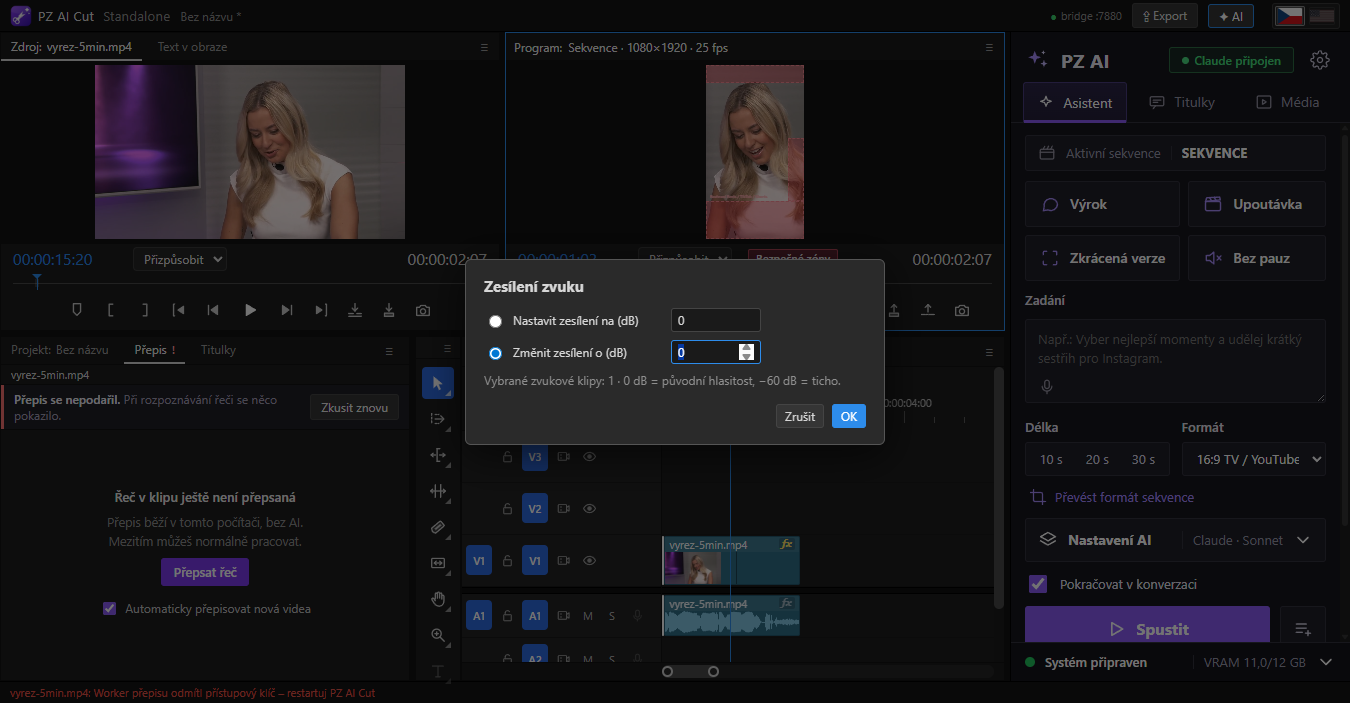 PZ AI Cut Standalone Bez názvu *
bridge :7880
Export
AI
Zdroj: vyrez-5min.mp4 Text v obraze
Program: Sekvence · 1080×1920 · 25 fps
00:00:15:20
Přizpůsobit
00:00:02:07
00:00:01:02
Přizpůsobit
Bezpečné zóny
00:00:02:07
Zesílení zvuku
Nastavit zesílení na (dB) 0
Změnit zesílení o (dB) 0
Vybrané zvukové klipy: 1 · 0 dB = původní hlasitost, −60 dB = ticho.
Zrušit OK
Projekt: Bez názvu Přepis ! Titulky
vyrez-5min.mp4
Přepis se nepodařil. Při rozpoznávání řeči se něco
pokazilo.
Zkusit znovu
Řeč v klipu ještě není přepsaná
Přepis běží v tomto počítači, bez AI.
Mezitím můžeš normálně pracovat.
Přepsat řeč
Automaticky přepisovat nová videa
00:00:04:00
V3
V2
V1 V1
vyrez-5min.mp4 fx
A1 A1 M S
vyrez-5min.mp4 fx
A2 M S
PZ AI
Claude připojen
Asistent Titulky Média
Aktivní sekvence SEKVENCE
Výrok Upoutávka
Zkrácená verze Bez pauz
Zadání
Např.: Vyber nejlepší momenty a udělej krátký
sestřih pro Instagram.
Délka Formát
10 s 20 s 30 s 16:9 TV / YouTube
Převést formát sekvence
Nastavení AI Claude · Sonnet
Pokračovat v konverzaci
Spustit
Systém připraven VRAM 11,0/12 GB
vyrez-5min.mp4: Worker přepisu odmítl přístupový klíč – restartuj PZ AI Cut